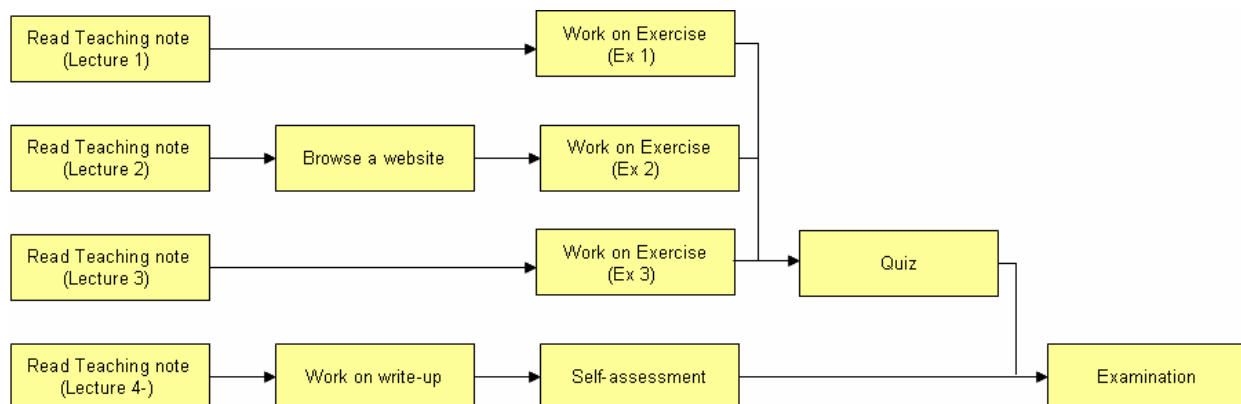 Read Teaching note
(Lecture 1)
Work on Exercise
(Ex 1)
Read Teaching note
(Lecture 2)
Browse a website
Work on Exercise
(Ex 2)
Read Teaching note
(Lecture 3)
Work on Exercise
(Ex 3)
Quiz
Read Teaching note
(Lecture 4-)
Work on write-up
Self-assessment
Examination